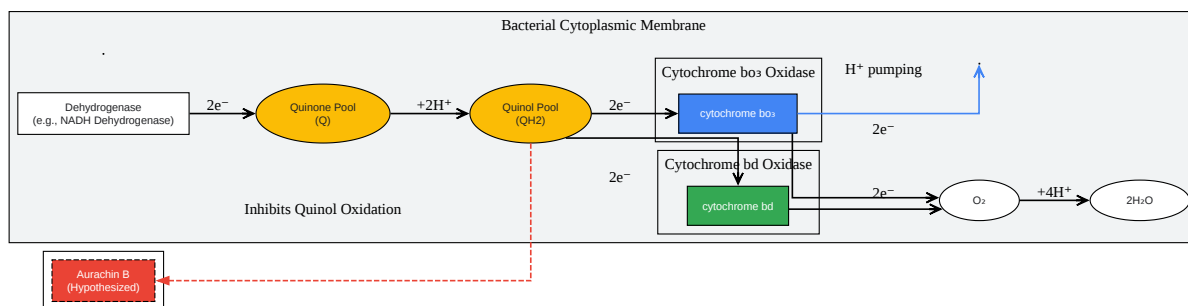 Bacterial Cytoplasmic Membrane
Cytochrome bo₃ Oxidase
H⁺ pumping
Dehydrogenase
(e.g., NADH Dehydrogenase)
2e⁻
Quinone Pool
(Q)
+2H⁺
Quinol Pool
(QH2)
2e⁻
cytochrome bo₃
2e⁻
Cytochrome bd Oxidase
2e⁻
cytochrome bd
2e⁻
O₂
+4H⁺
2H₂O
Inhibits Quinol Oxidation
Aurachin B
(Hypothesized)